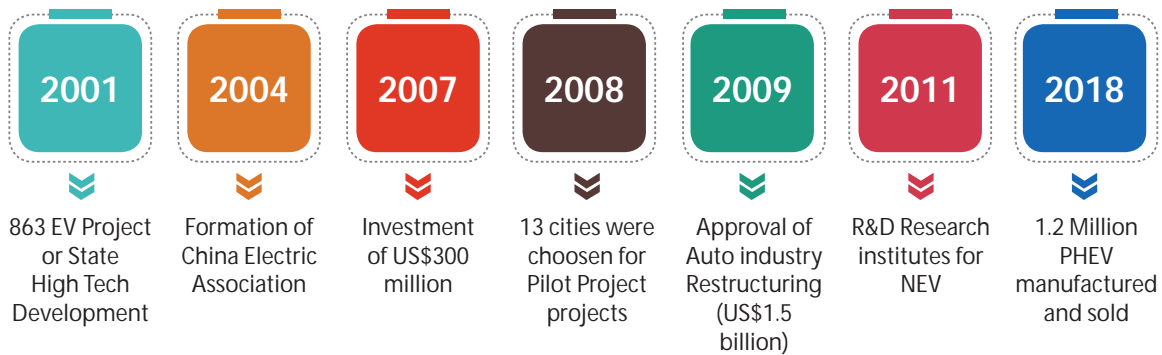 2001
863 EV Project
or State
High Tech
Development
2004
Formation of
China Electric
Association
2007
Investment
of US$300
million
2008
13 cities were
choosen for
Pilot Project
projects
2009
Approval of
Auto industry
Restructuring
(US$1.5
billion)
2011
R&D Research
institutes for
NEV
2018
1.2 Million
PHEV
manufactured
and sold